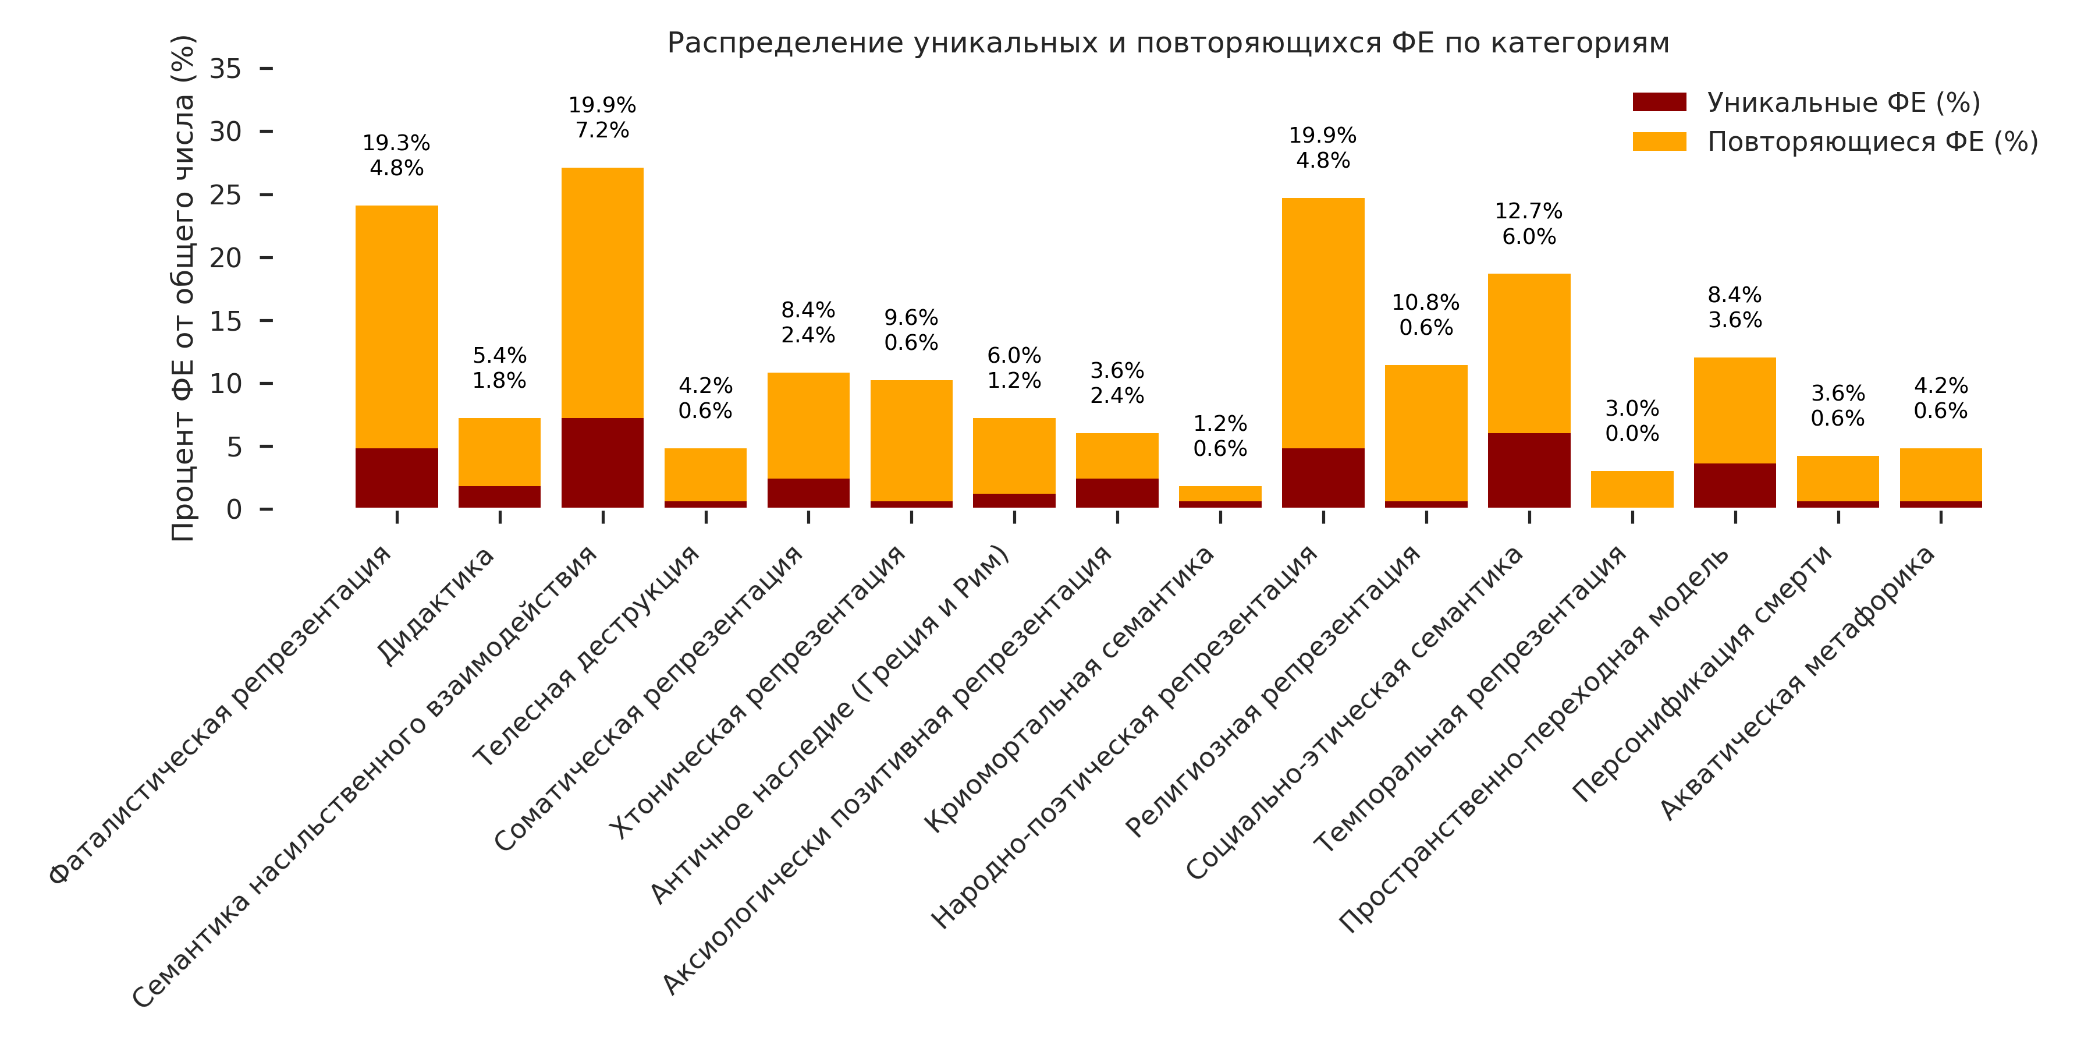 Распределение уникальных и повторяющихся ФЕ по категориям
Процент ФЕ от общего числа (%)
35
30
25
20
15
10
5
0
Уникальные ФЕ (%)
Повторяющиеся ФЕ (%)
19.3%
4.8%
5.4%
1.8%
19.9%
7.2%
4.2%
0.6%
8.4%
2.4%
9.6%
0.6%
6.0%
1.2%
3.6%
2.4%
1.2%
0.6%
19.9%
4.8%
10.8%
0.6%
12.7%
6.0%
3.0%
0.0%
8.4%
3.6%
3.6%
0.6%
4.2%
0.6%
Фаталистическая репрезентация
Дидактика
Семантика насильственного взаимодействия
Телесная деструкция
Соматическая репрезентация
Хтоническая репрезентация
Античное наследие (Греция и Рим)
Аксиологически позитивная репрезентация
Криомортальная семантика
Народно-поэтическая репрезентация
Религиозная репрезентация
Социально-этическая семантика
Темпоральная репрезентация
Пространственно-переходная модель
Персонификация смерти
Акватическая метафорика